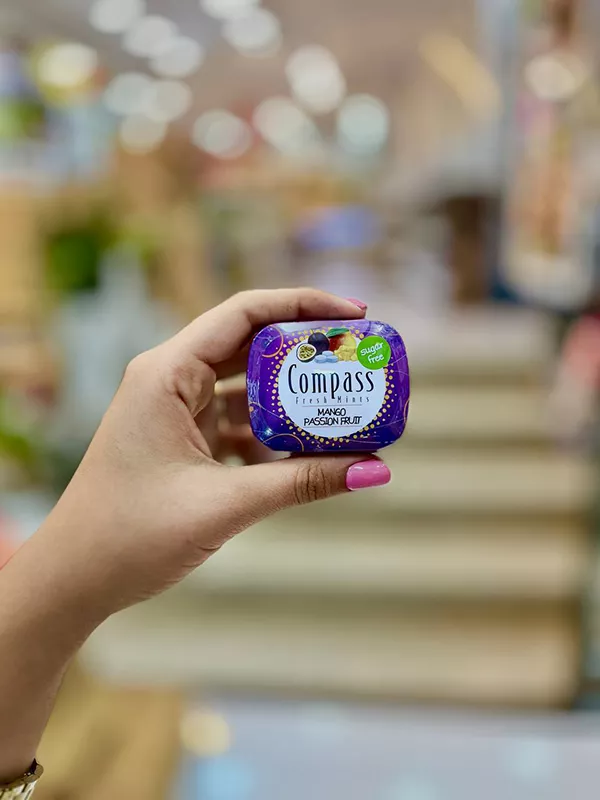 sugar
free
Compass
Fresh Mints
MANGO
PASSION FRUIT